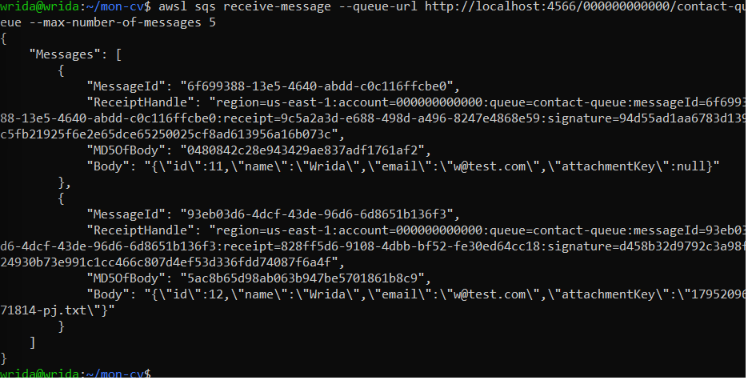 wrida@wrida:~/mon-cv$ awsl sqs receive-message --queue-url http://localhost:4566/000000000000/contact-qu
eue --max-number-of-messages 5
{
    "Messages": [
        {
            "MessageId": "6f699388-13e5-4640-abdd-c0c116ffcbe0",
            "ReceiptHandle": "region=us-east-1:account=000000000000:queue=contact-queue:messageId=6f6993
88-13e5-4640-abdd-c0c116ffcbe0:receipt=9c5a2a3d-e688-498d-a496-8247e4868e59:signature=94d55ad1aa6783d139
c5fb21925f6e2e65dce65250025cf8ad613956a16b073c",
            "MD5OfBody": "0480842c28e943429ae837adf1761af2",
            "Body": "{\"id\":11,\"name\":\"Wrida\",\"email\":\"w@test.com\",\"attachmentKey\":null}"
        },
        {
            "MessageId": "93eb03d6-4dcf-43de-96d6-6d8651b136f3",
            "ReceiptHandle": "region=us-east-1:account=000000000000:queue=contact-queue:messageId=93eb03
d6-4dcf-43de-96d6-6d8651b136f3:receipt=828ff5d6-9108-4dbb-bf52-fe30ed64cc18:signature=d458b32d9792c3a98f
24930b73e991c1cc466c807d4ef53d336fdd74087f6a4f",
            "MD5OfBody": "5ac8b65d98ab063b947be5701861b8c9",
            "Body": "{\"id\":12,\"name\":\"Wrida\",\"email\":\"w@test.com\",\"attachmentKey\":\"17952096
71814-pj.txt\"}"
        }
    ]
}
wrida@wrida:~/mon-cv$